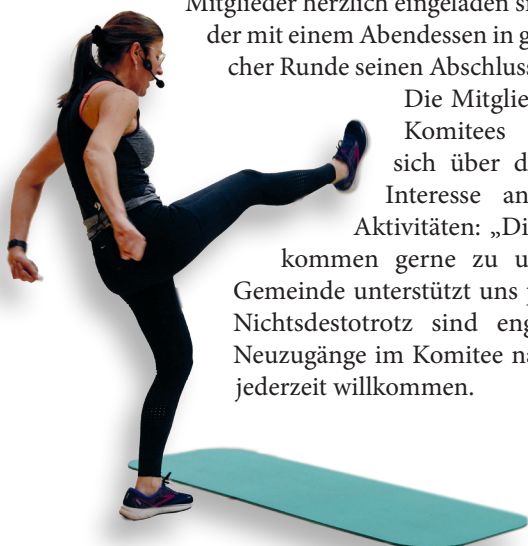 Mitglieder herzlich eingeladen si
der mit einem Abendessen in g
cher Runde seinen Abschluss
Die Mitglie
Komitees
sich über d
Interesse an
Aktivitäten: „Di
kommen gerne zu u
Gemeinde unterstützt uns p
Nichtsdestotrotz sind eng
Neuzugänge im Komitee na
jederzeit willkommen.